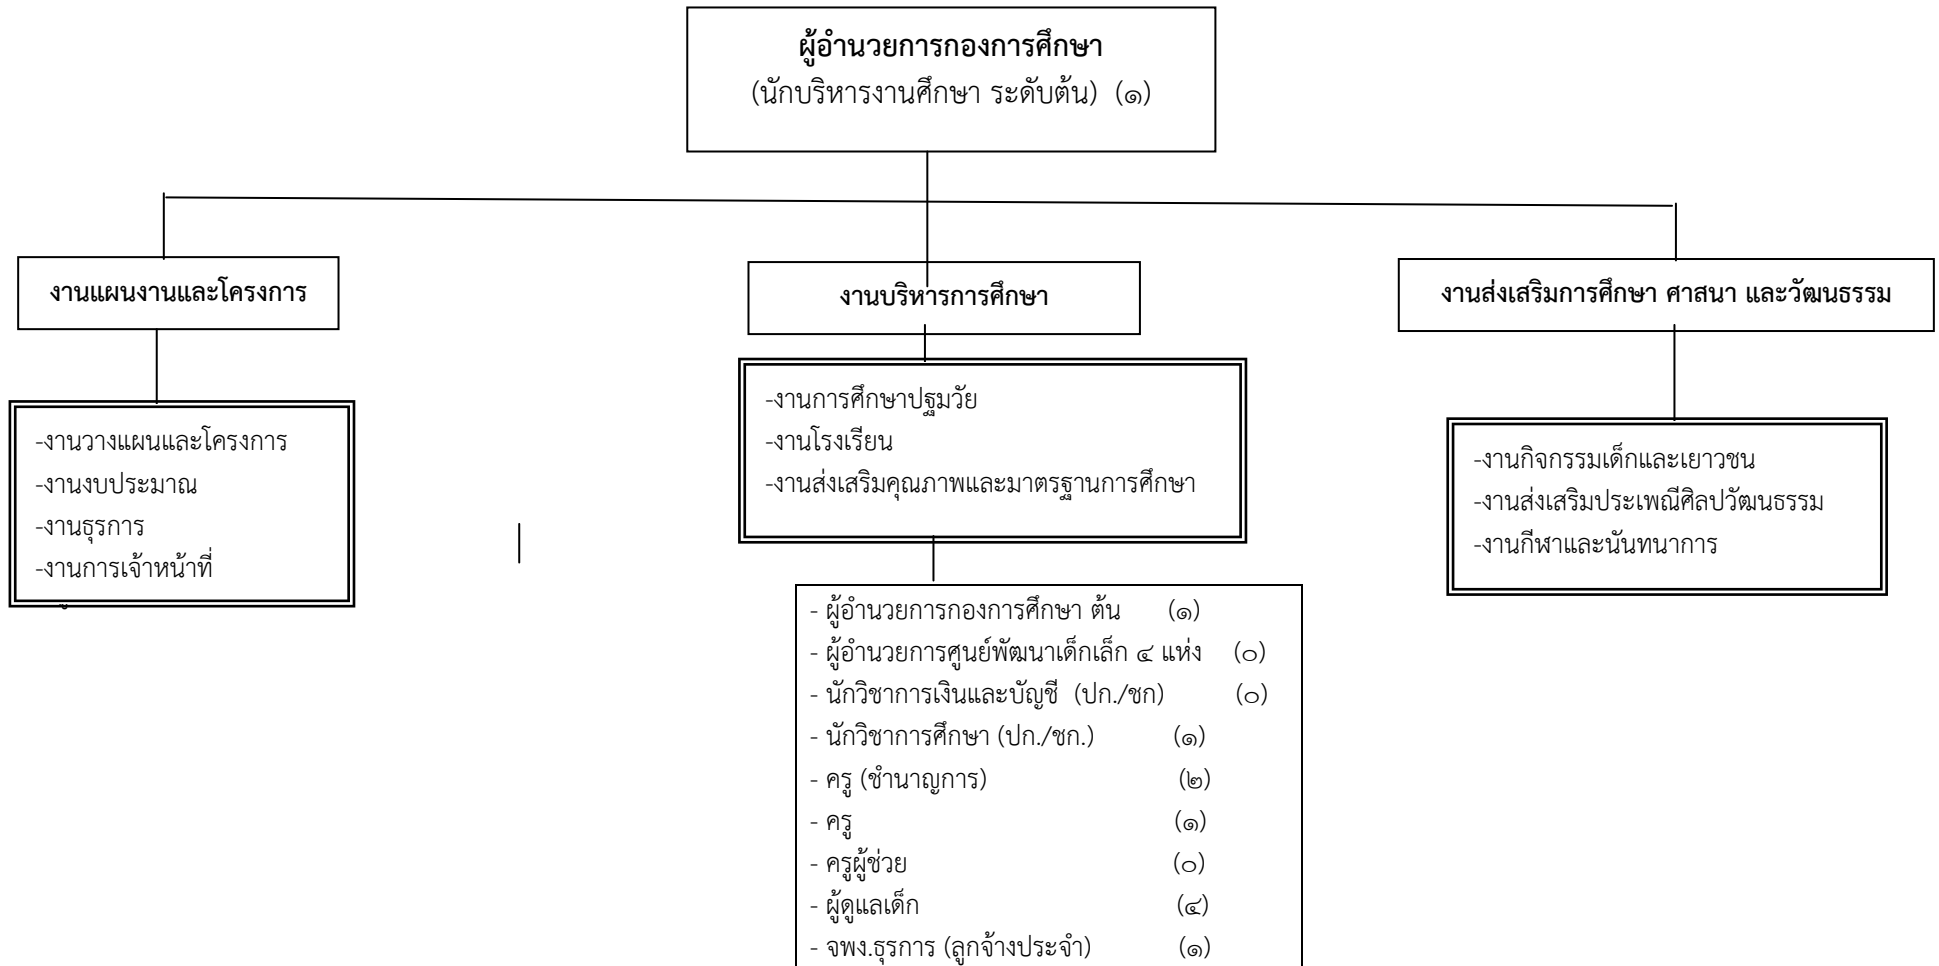 ผู้อำนวยการกองการศึกษา
(นักบริหารงานศึกษา ระดับต้น) (๑)
งานแผนงานและโครงการ
-งานวางแผนและโครงการ
-งานงบประมาณ
-งานธุรการ
-งานการเจ้าหน้าที่
งานบริหารการศึกษา
-งานการศึกษาปฐมวัย
-งานโรงเรียน
-งานส่งเสริมคุณภาพและมาตรฐานการศึกษา
- ผู้อำนวยการกองการศึกษา ต้น (๑)
- ผู้อำนวยการศูนย์พัฒนาเด็กเล็ก ๔ แห่ง (๐)
- นักวิชาการเงินและบัญชี (ปก./ชก) (๐)
- นักวิชาการศึกษา (ปก./ชก.) (๑)
- ครู (ชำนาญการ) (๒)
- ครู (๑)
- ครูผู้ช่วย (๐)
- ผู้ดูแลเด็ก (๔)
- จพง.ธุรการ (ลูกจ้างประจำ) (๑)
งานส่งเสริมการศึกษา ศาสนา และวัฒนธรรม
-งานกิจกรรมเด็กและเยาวชน
-งานส่งเสริมประเพณีศิลปวัฒนธรรม
-งานกีฬาและนันทนาการ